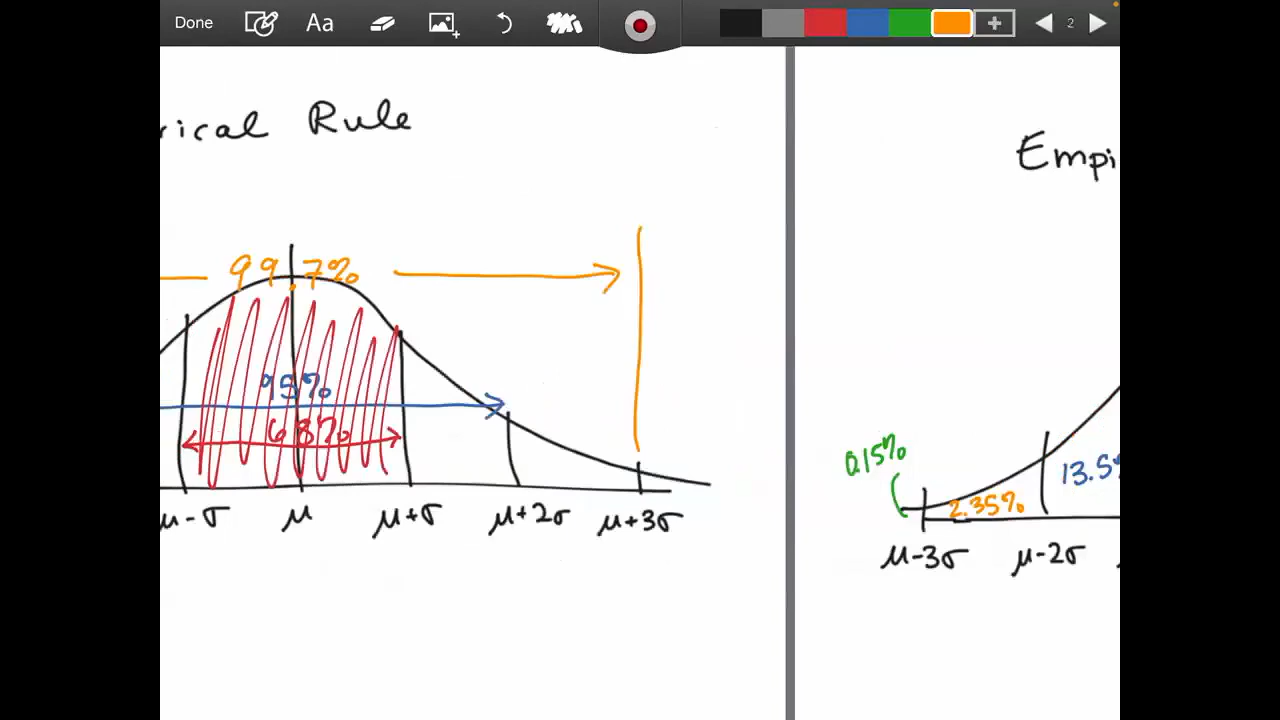 Done
Aa
2
rical Rule
99.7%
95%
68%
μ-σ
μ
μ+σ
μ+2σ
μ+3σ
Empi
0.15%
2.35%
13.5%
μ-3σ
μ-2σ